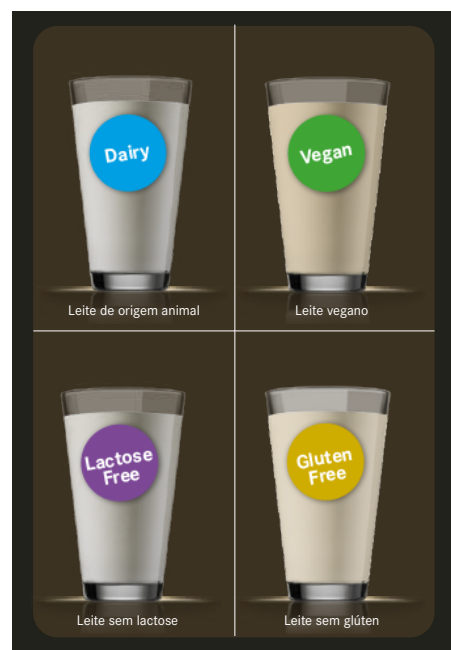 Dairy
Vegan
Leite de origem animal
Leite vegano
Lactose
Free
Gluten
Free
Leite sem lactose
Leite sem glúten